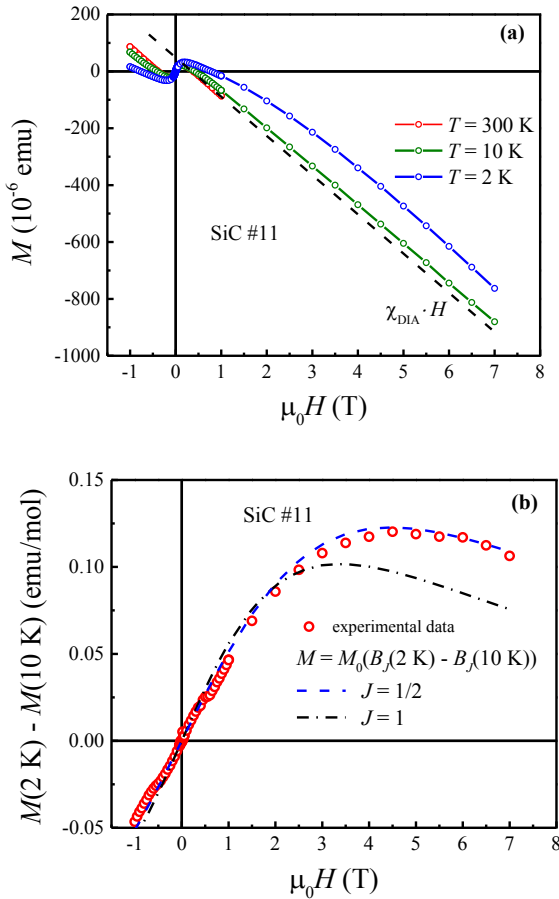 (a)
200
0
-200
-400
-600
-800
-1000
M (10⁻⁶ emu)
T = 300 K
T = 10 K
T = 2 K
SiC #11
χDIA · H
-1 0 1 2 3 4 5 6 7 8
μ₀H (T)
(b)
SiC #11
0.15
0.10
0.05
0.00
-0.05
M(2 K) - M(10 K) (emu/mol)
experimental data
M = M₀(B_J(2 K) - B_J(10 K))
J = 1/2
J = 1
-1 0 1 2 3 4 5 6 7 8
μ₀H (T)